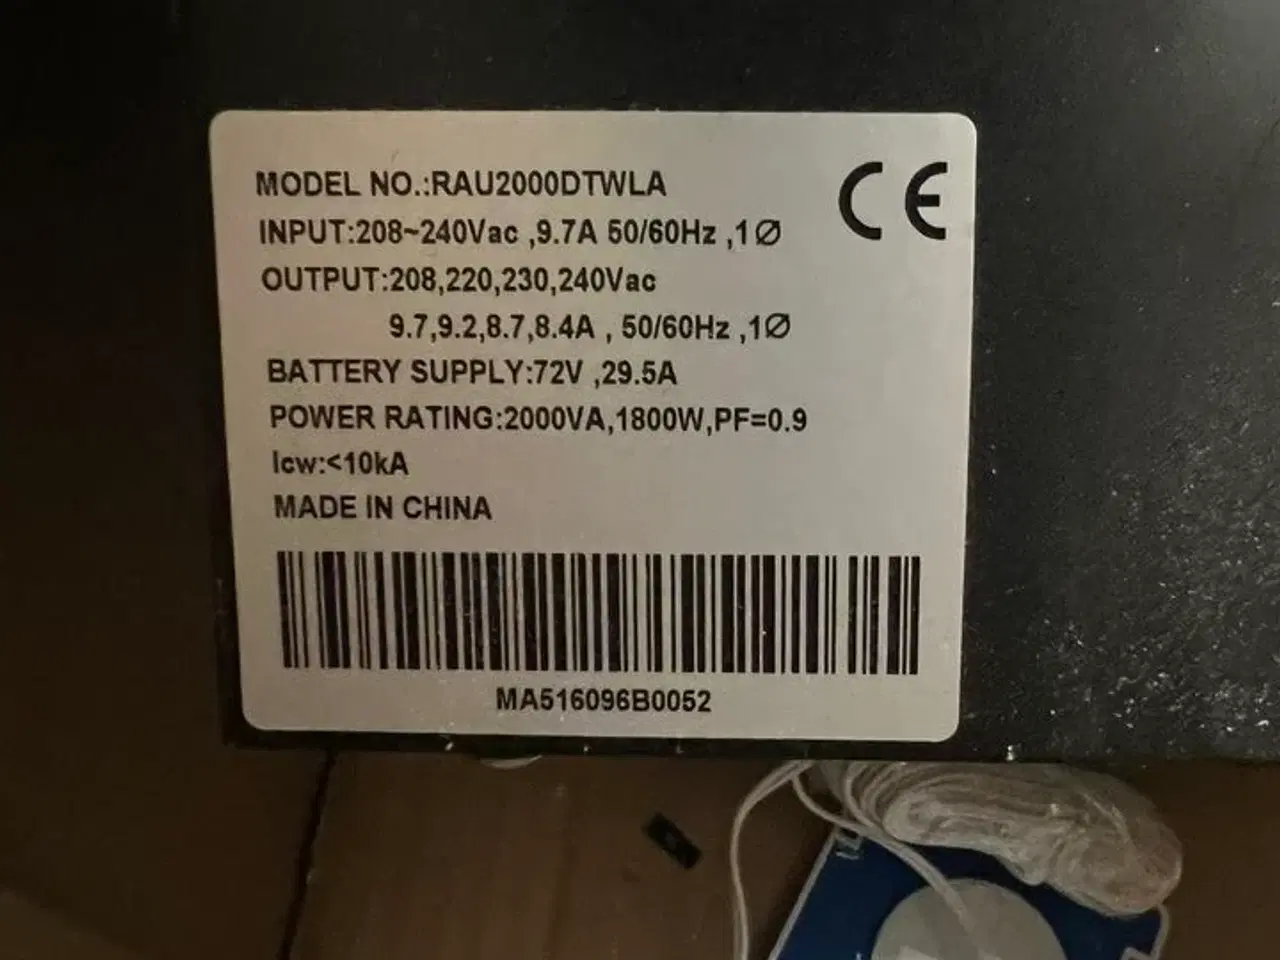 MODEL NO.:RAU2000DTWLA
CE
INPUT:208~240Vac ,9.7A 50/60Hz ,1Ø
OUTPUT:208,220,230,240Vac
9.7,9.2,8.7,8.4A , 50/60Hz ,1Ø
BATTERY SUPPLY:72V ,29.5A
POWER RATING:2000VA,1800W,PF=0.9
Icw:<10kA
MADE IN CHINA
MA516096B0052